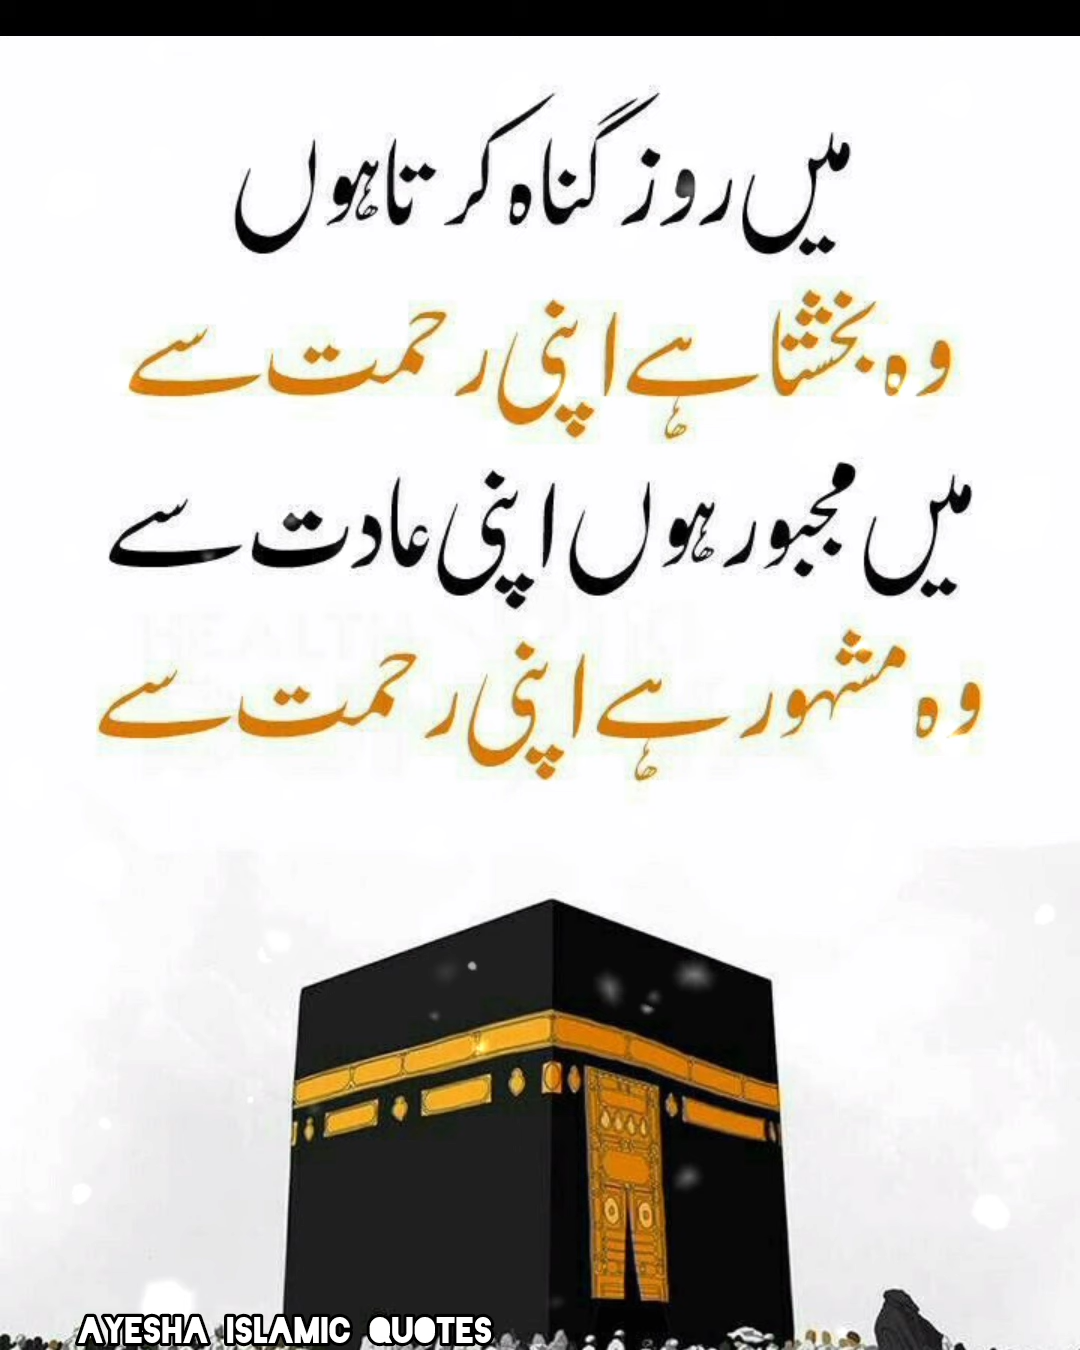 میں روز گناہ کرتا ہوں
وہ بخشتا ہے اپنی رحمت سے
میں مجبور ہوں اپنی عادت سے
وہ مشہور ہے اپنی رحمت سے
AYESHA ISLAMIC QUOTES